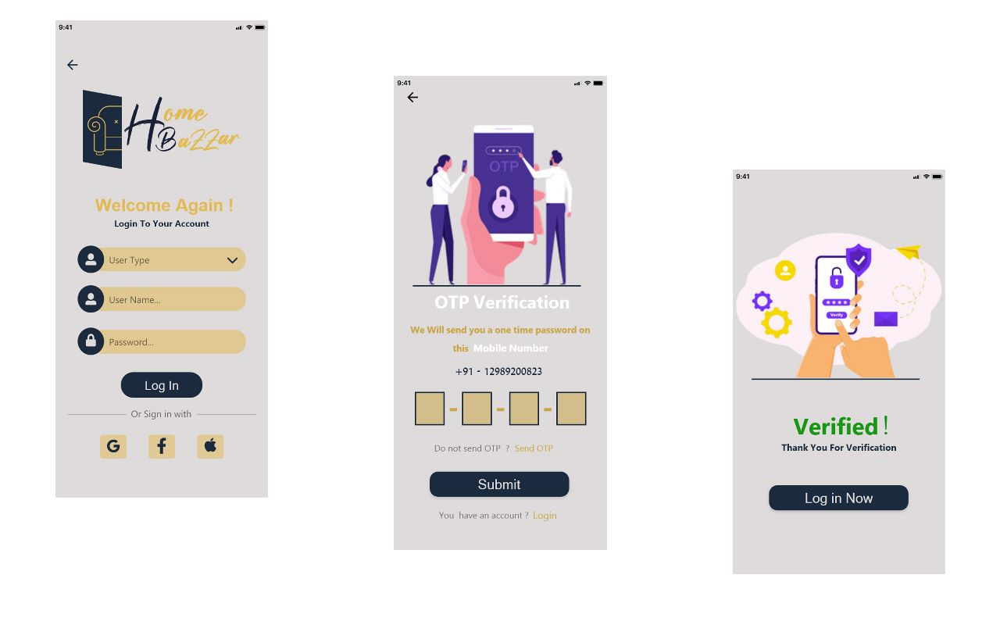 9:41
Home
BaZZar
Welcome Again !
Login To Your Account
User Type
User Name...
Password...
Log In
Or Sign in with
G
f
9:41
OTP
OTP Verification
We Will send you a one time password on
this Moblle Number
+91 - 12989200823
- - -
Do not send OTP ? Send OTP
Submit
You have an account ? Login
9:41
****
Verify
Verified !
Thank You For Verification
Log in Now